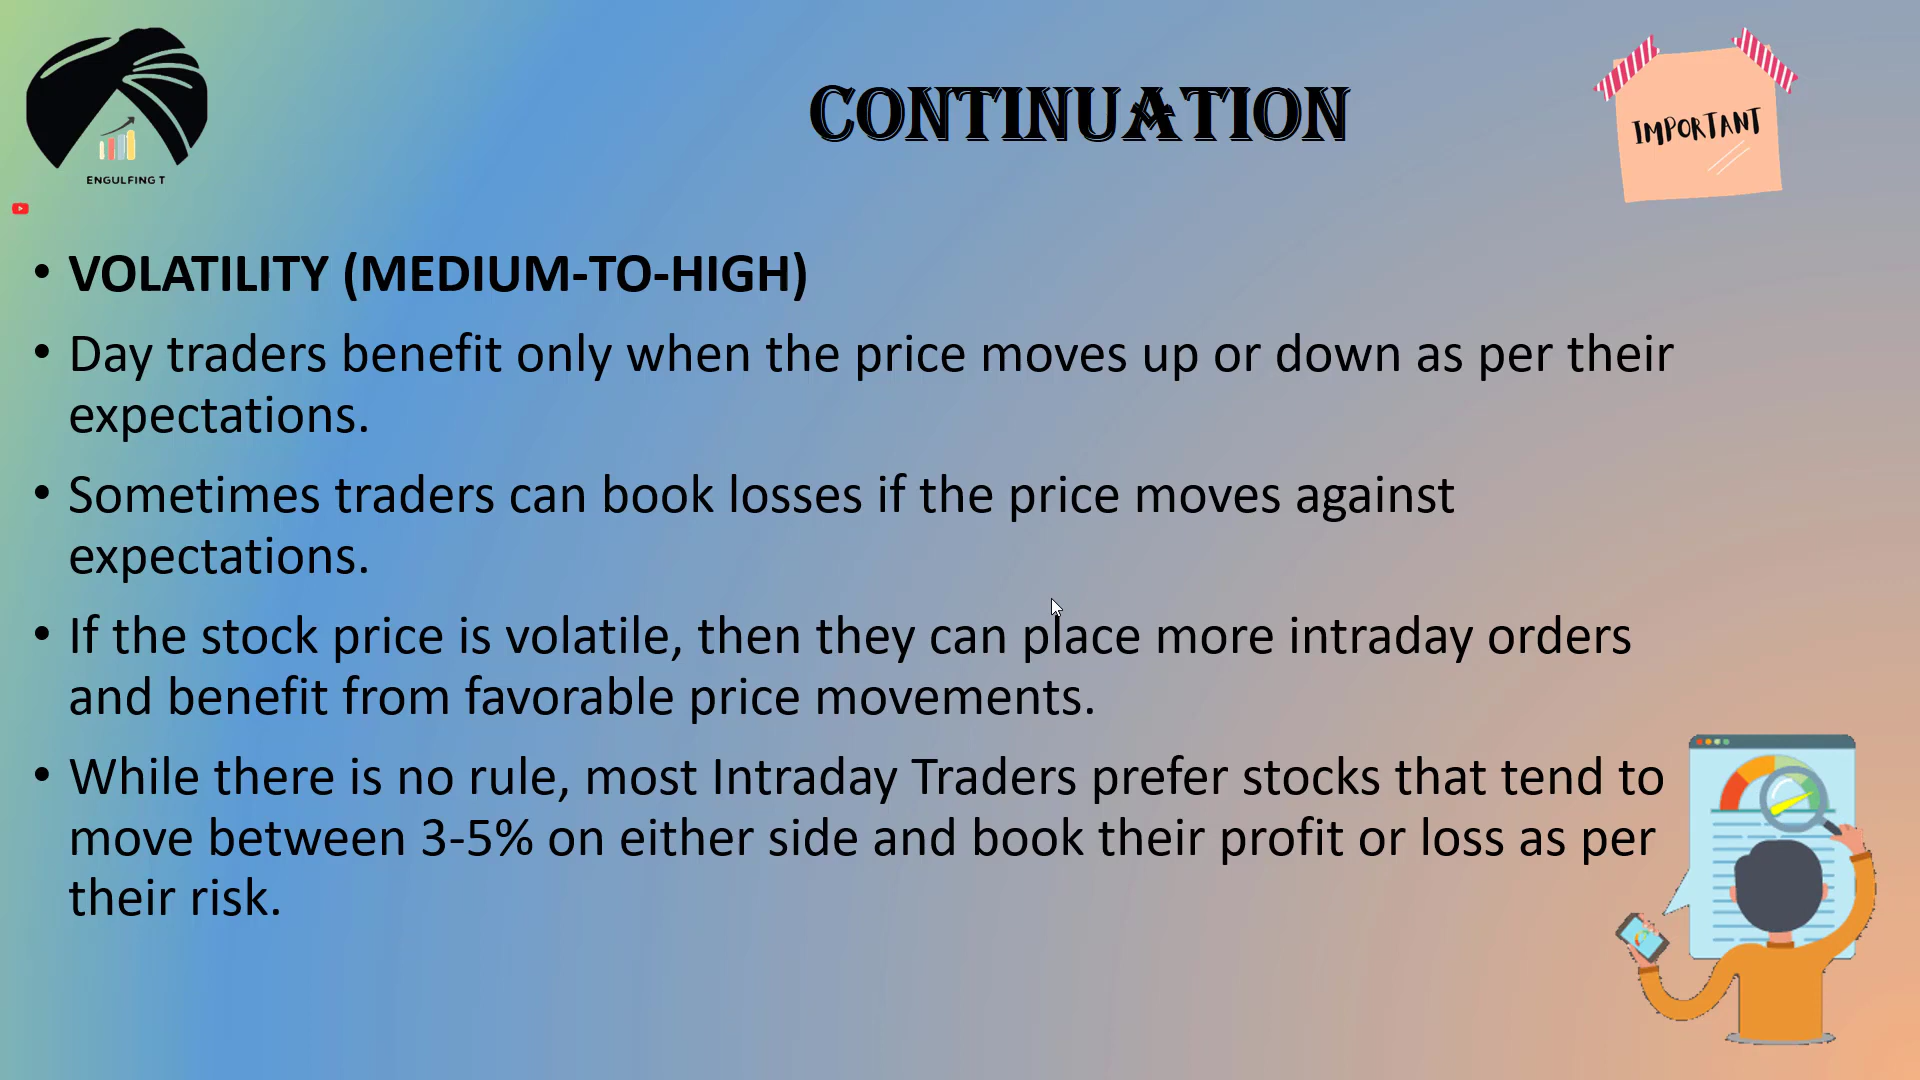 CONTINUATION
IMPORTANT
ENGULFING T
• VOLATILITY (MEDIUM-TO-HIGH)
• Day traders benefit only when the price moves up or down as per their
expectations.
• Sometimes traders can book losses if the price moves against
expectations.
• If the stock price is volatile, then they can place more intraday orders
and benefit from favorable price movements.
• While there is no rule, most Intraday Traders prefer stocks that tend to
move between 3-5% on either side and book their profit or loss as per
their risk.